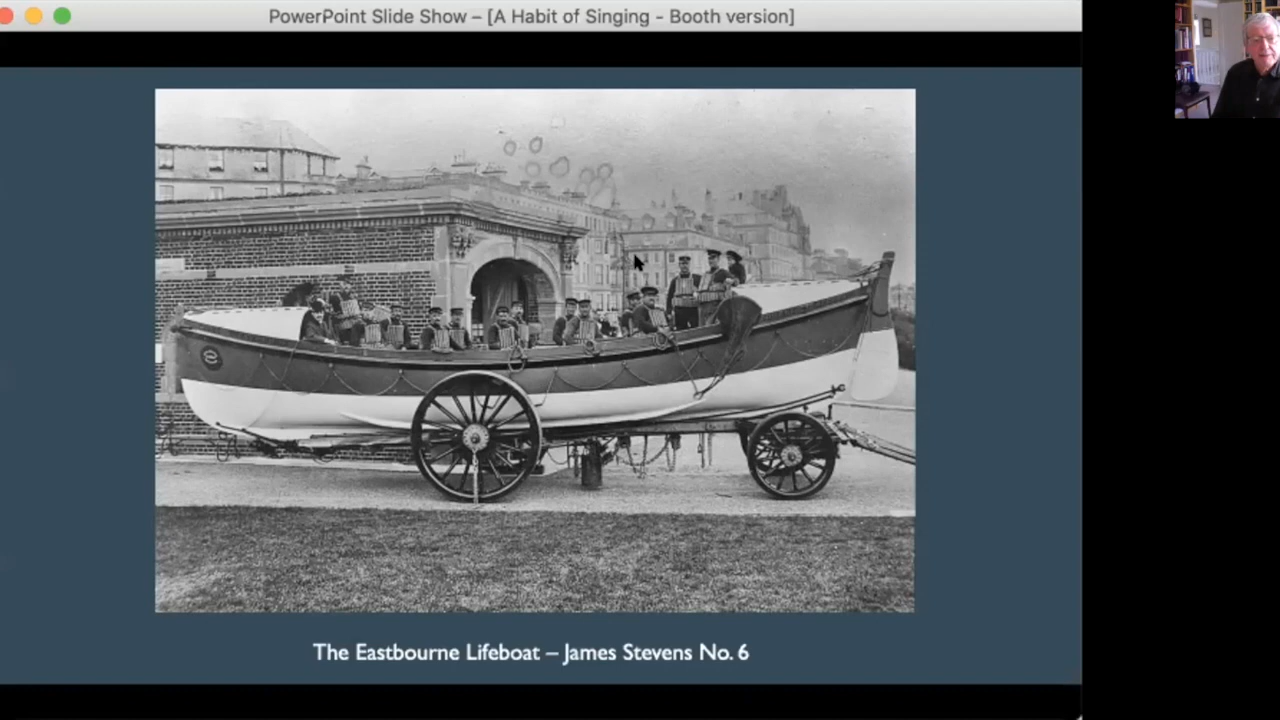 PowerPoint Slide Show – [A Habit of Singing - Booth version]
The Eastbourne Lifeboat – James Stevens No. 6